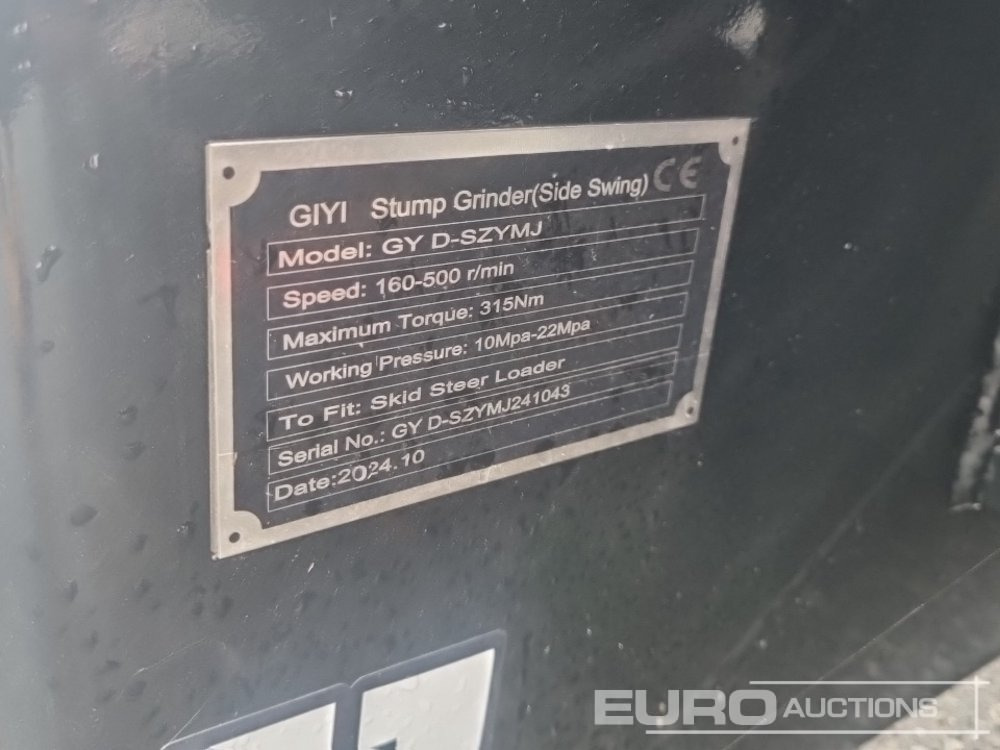 GIYI Stump Grinder(Side Swing) CE
Model: GY D-SZYMJ
Speed: 160-500 r/min
Maximum Torque: 315Nm
Working Pressure: 10Mpa-22Mpa
To Fit: Skid Steer Loader
Serial No.: GY D-SZYMJ241043
Date:2024.10
EURO AUCTIONS